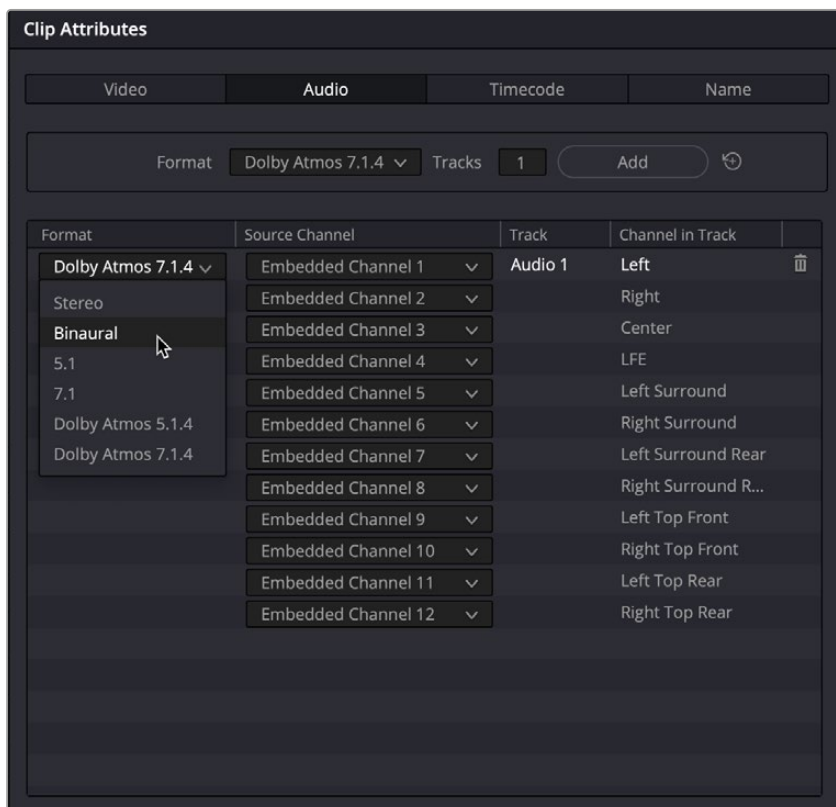 Clip Attributes
Video Audio Timecode Name
Format Dolby Atmos 7.1.4 Tracks 1 Add
Format Source Channel Track Channel in Track
Dolby Atmos 7.1.4 Embedded Channel 1 Audio 1 Left
Stereo Embedded Channel 2 Right
Binaural Embedded Channel 3 Center
5.1 Embedded Channel 4 LFE
7.1 Embedded Channel 5 Left Surround
Dolby Atmos 5.1.4 Embedded Channel 6 Right Surround
Dolby Atmos 7.1.4 Embedded Channel 7 Left Surround Rear
Embedded Channel 8 Right Surround R...
Embedded Channel 9 Left Top Front
Embedded Channel 10 Right Top Front
Embedded Channel 11 Left Top Rear
Embedded Channel 12 Right Top Rear